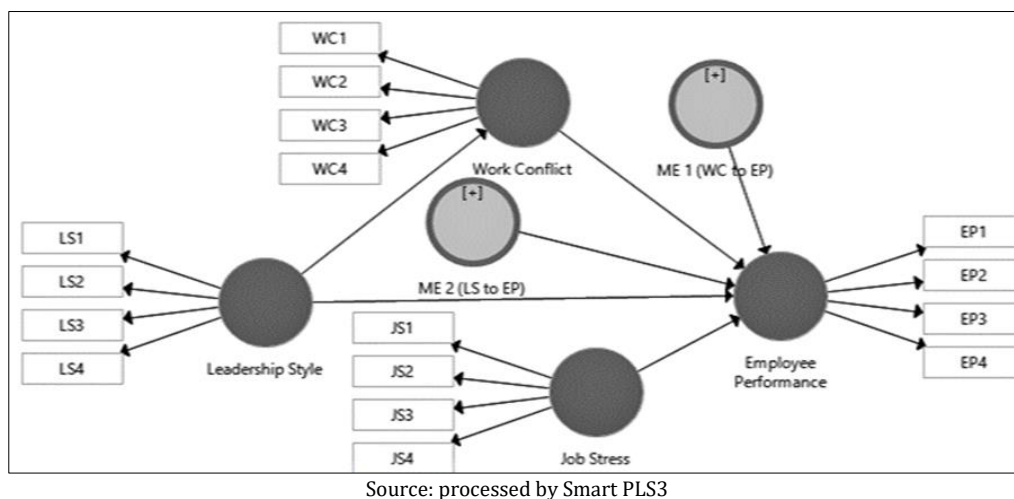 WC1
WC2
WC3
WC4
Work Conflict
[+]
ME 1 (WC to EP)
[+]
ME 2 (LS to EP)
LS1
LS2
LS3
LS4
Leadership Style
JS1
JS2
JS3
JS4
Job Stress
EP1
EP2
EP3
EP4
Employee
Performance
Source: processed by Smart PLS3